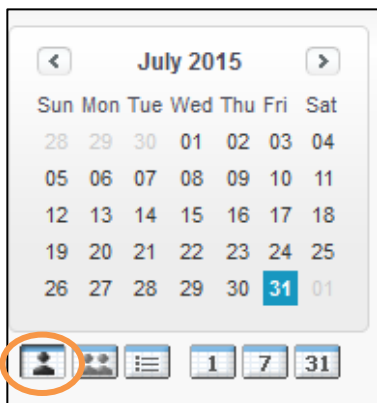 July 2015
Sun Mon Tue Wed Thu Fri Sat
28 29 30 01 02 03 04
05 06 07 08 09 10 11
12 13 14 15 16 17 18
19 20 21 22 23 24 25
26 27 28 29 30 31 01
1 7 31